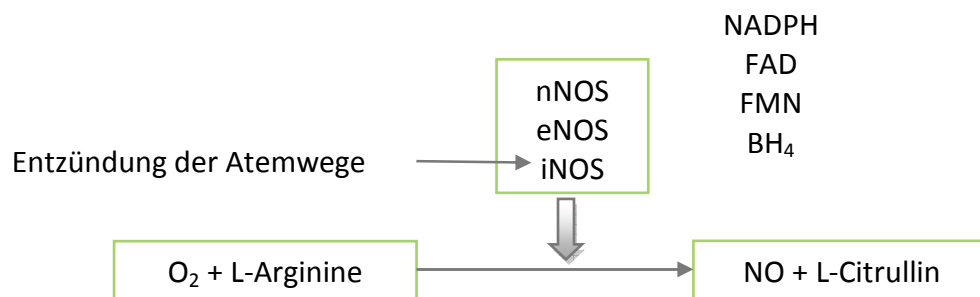 NADPH
FAD
FMN
BH₄
nNOS
eNOS
iNOS
Entzündung der Atemwege
O₂ + L-Arginine
NO + L-Citrullin